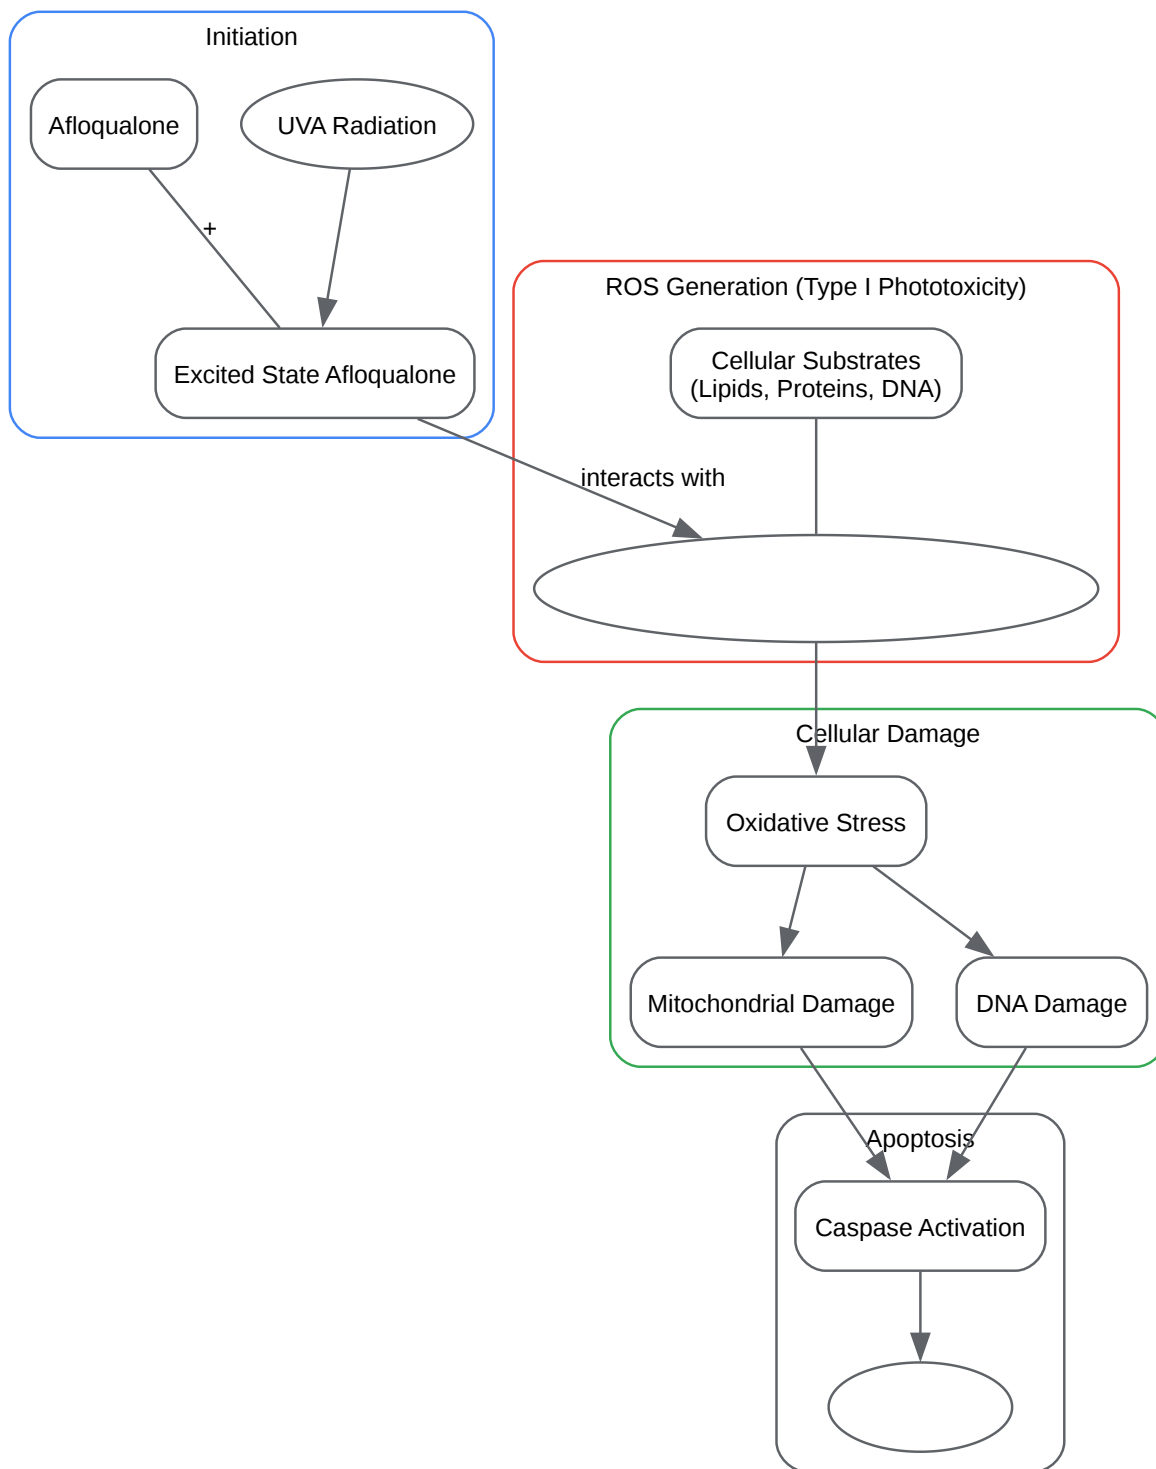 Initiation
Afloqualone
UVA Radiation
+
Excited State Afloqualone
ROS Generation (Type I Phototoxicity)
Cellular Substrates
(Lipids, Proteins, DNA)
interacts with
Cellular Damage
Oxidative Stress
Mitochondrial Damage
DNA Damage
Apoptosis
Caspase Activation